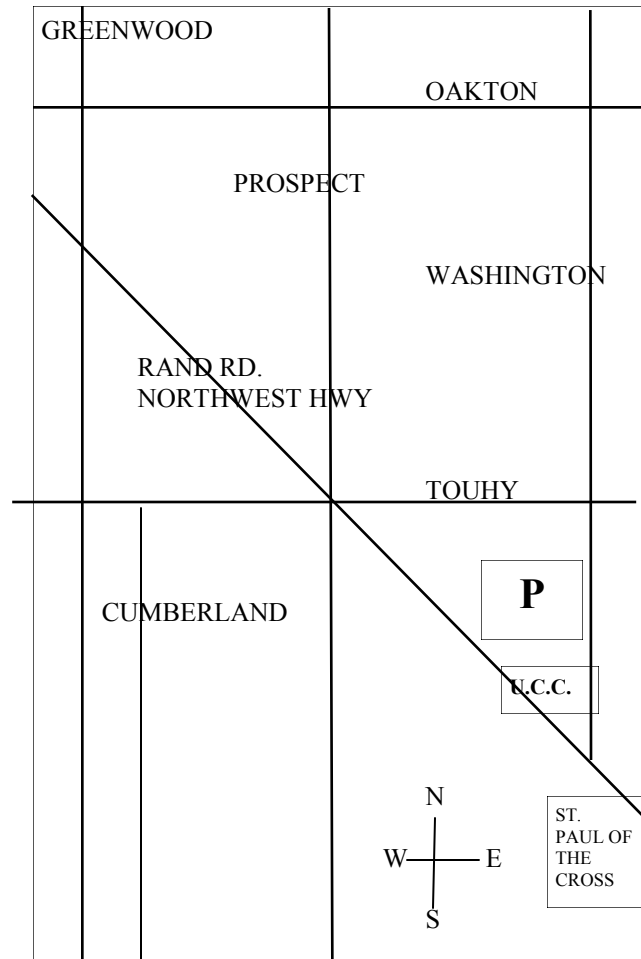 GREENWOOD
OAKTON
PROSPECT
WASHINGTON
RAND RD.
NORTHWEST HWY
TOUHY
P
CUMBERLAND
U.C.C.
N
W E
S
ST.
PAUL OF
THE
CROSS